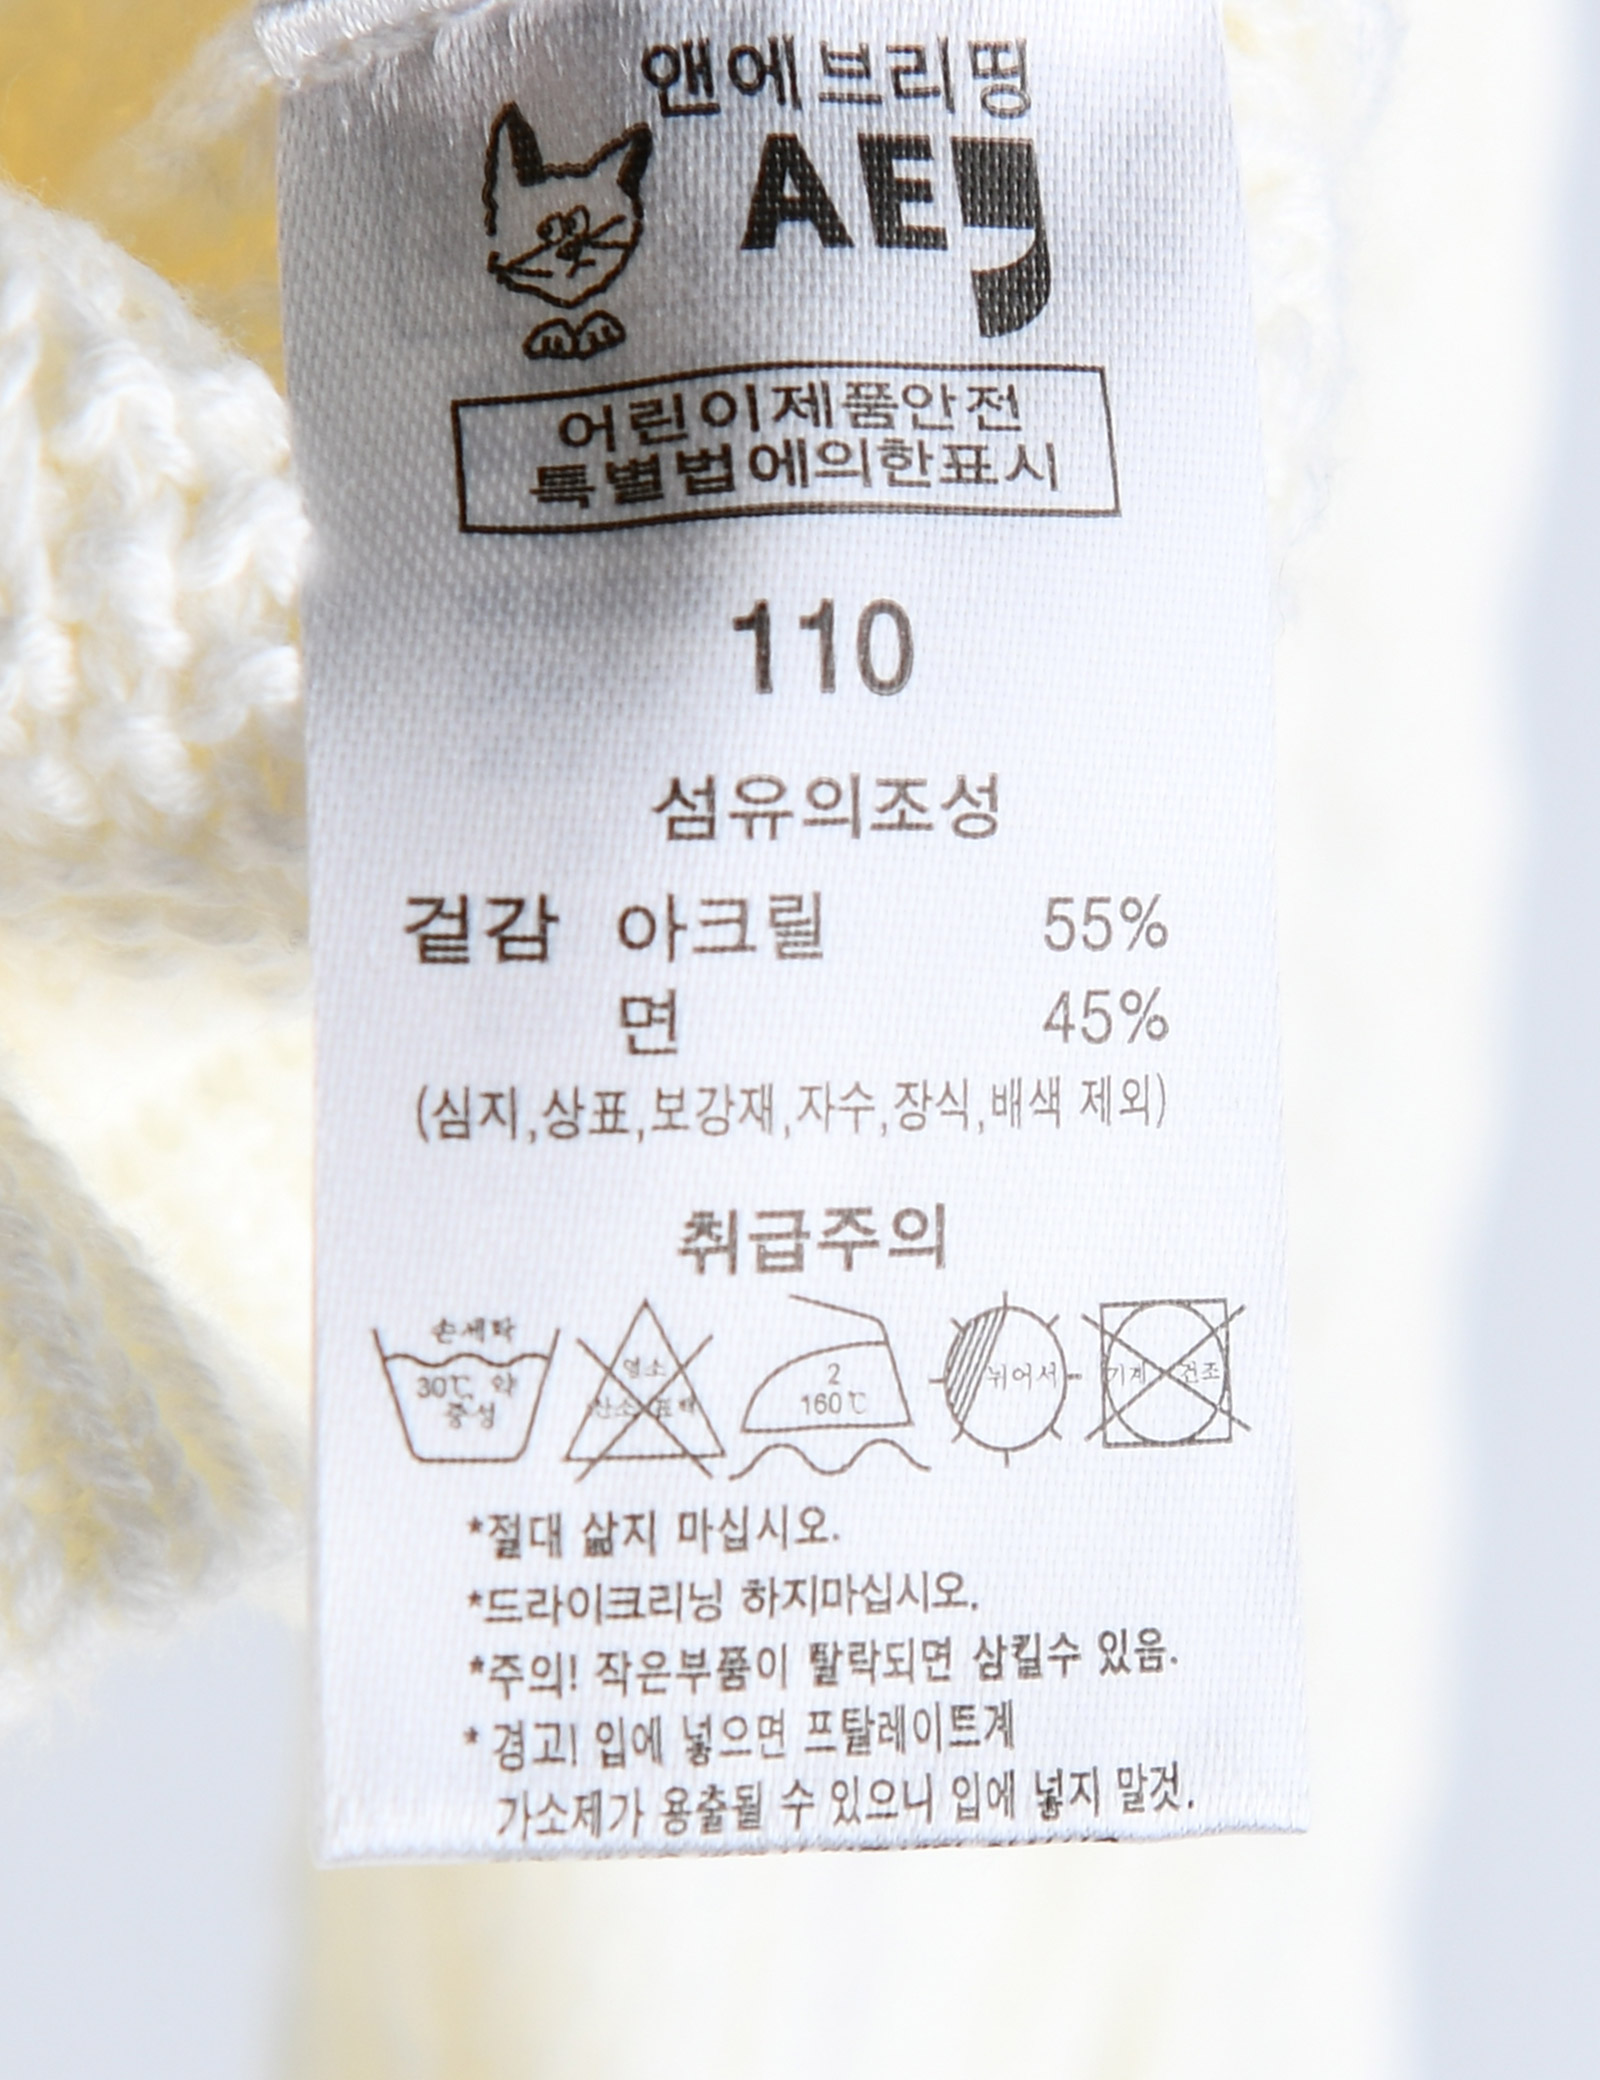 앤에브리띵
AE
어린이제품안전
특별법에의한표시
110
섬유의조성
겉감 아크릴 55%
면 45%
(심지,상표,보강재,자수,장식,배색 제외)
취급주의
손세탁
30℃ 약
중성
염소
산소 표백
2
160℃
뉘어서
기계 건조
*절대 삶지 마십시오.
*드라이크리닝 하지마십시오.
*주의! 작은부품이 탈락되면 삼킬수 있음.
* 경고! 입에 넣으면 프탈레이트계
가소제가 용출될 수 있으니 입에 넣지 말것.